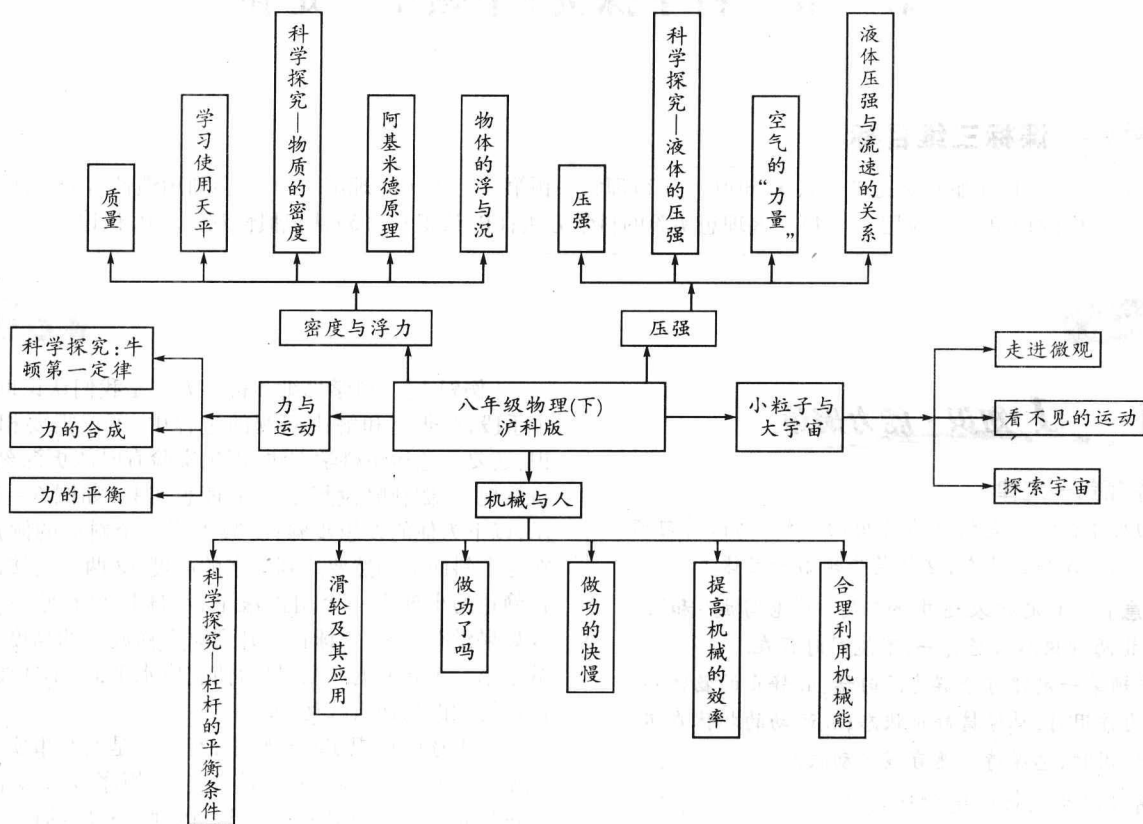 质量
学习使用天平
科学探究—物质的密度
阿基米德原理
物体的浮与沉
压强
科学探究—液体的压强
空气的“力量”
液体压强与流速的关系
密度与浮力
压强
科学探究:牛
顿第一定律
力的合成
力的平衡
力与
运动
八年级物理(下)
沪科版
小粒子与
大宇宙
走进微观
看不见的运动
探索宇宙
机械与人
科学探究—杠杆的平衡条件
滑轮及其应用
做功了吗
做功的快慢
提高机械的效率
合理利用机械能